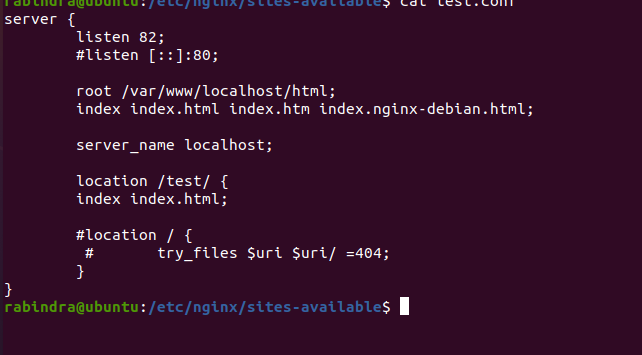 rabindra@ubuntu:/etc/nginx/sites-available$ cat test.conf
server {
        listen 82;
        #listen [::]:80;

        root /var/www/localhost/html;
        index index.html index.htm index.nginx-debian.html;

        server_name localhost;

        location /test/ {
        index index.html;

        #location / {
         #       try_files $uri $uri/ =404;
        }
}
rabindra@ubuntu:/etc/nginx/sites-available$